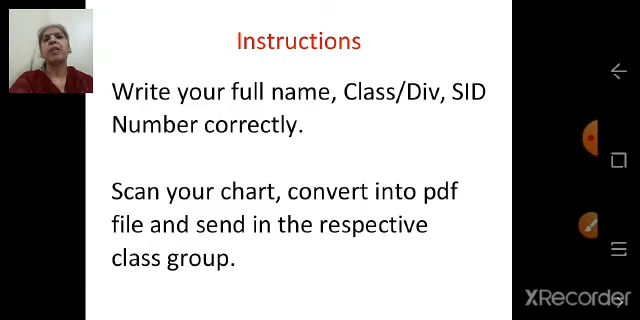 Instructions
Write your full name, Class/Div, SID
Number correctly.
Scan your chart, convert into pdf
file and send in the respective
class group.
XRecorder